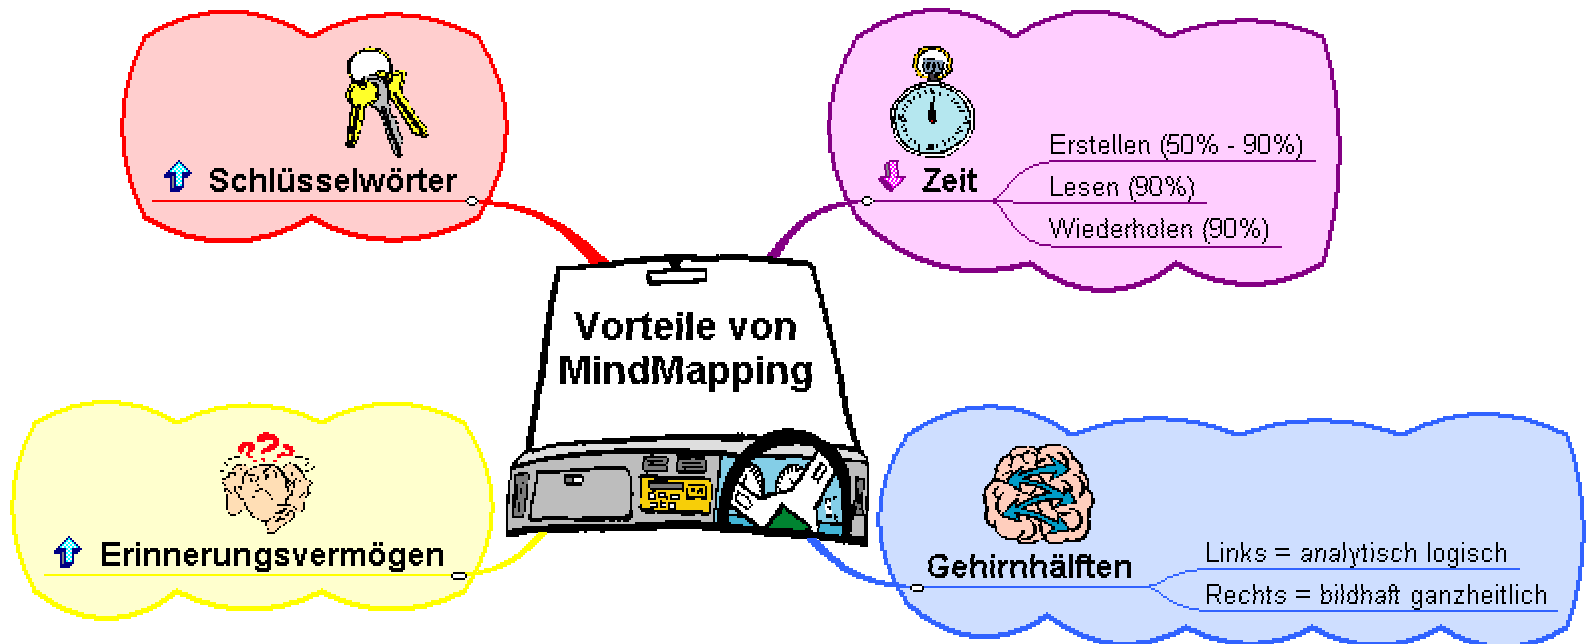 Vorteile von
MindMapping
Schlüsselwörter
Zeit
Erstellen (50% - 90%)
Lesen (90%)
Wiederholen (90%)
Erinnerungsvermögen
???
Gehirnhälften
Links = analytisch logisch
Rechts = bildhaft ganzheitlich